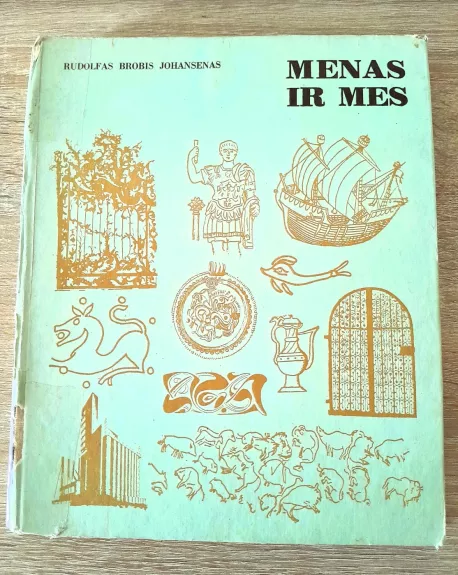 RUDOLFAS BROBIS JOHANSENAS
MENAS
IR MES